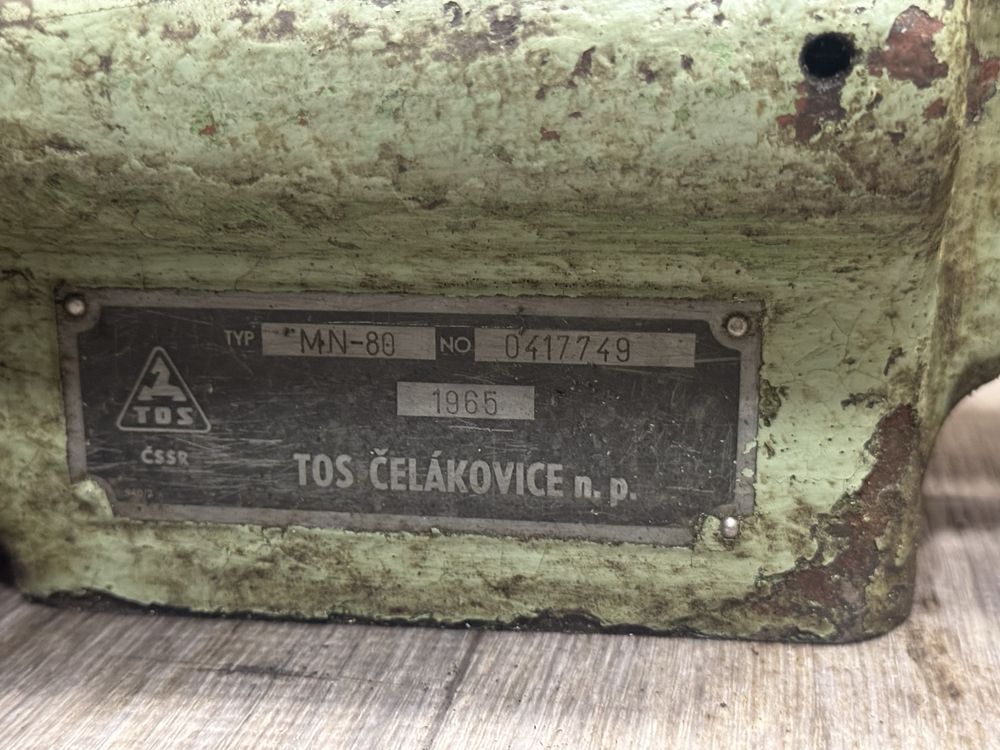 TYP MN-80 NO 0417749
1965
TOS
ČSSR
TOS ČELÁKOVICE n. p.